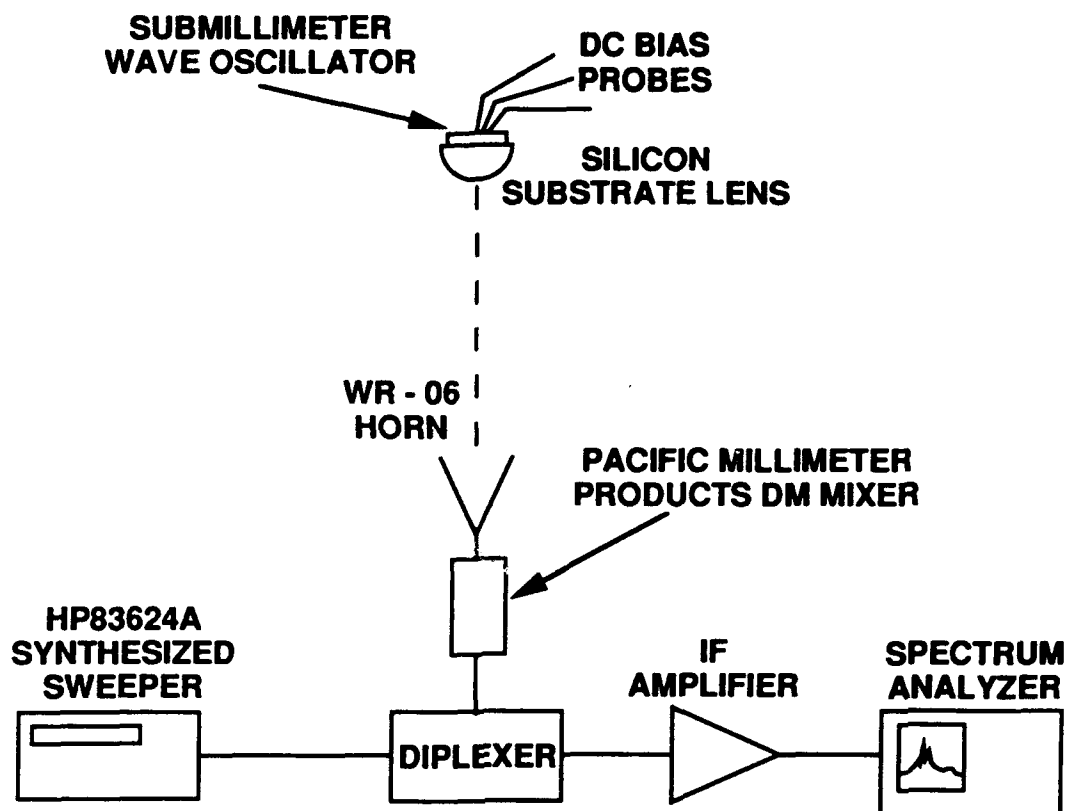 SUBMILLIMETER
WAVE OSCILLATOR
DC BIAS
PROBES
SILICON
SUBSTRATE LENS
WR - 06
HORN
PACIFIC MILLIMETER
PRODUCTS DM MIXER
HP83624A
SYNTHESIZED
SWEEPER
DIPLEXER
IF
AMPLIFIER
SPECTRUM
ANALYZER